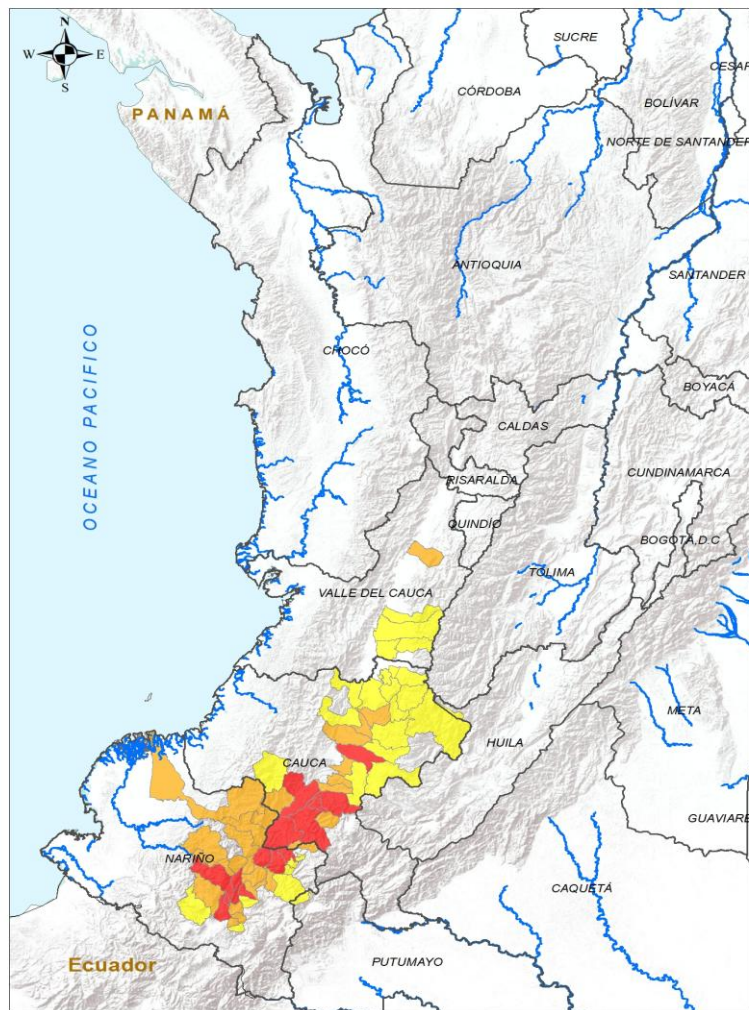 N
W E
S
SUCRE
CESAR
CÓRDOBA
BOLÍVAR
PANAMÁ
NORTE DE SANTANDER
ANTIOQUIA
SANTANDER
OCEANO PACIFICO
CHOCÓ
BOYACÁ
CALDAS
CUNDINAMARCA
RISARALDA
QUINDÍO
BOGOTÁ, D.C
TOLIMA
VALLE DEL CAUCA
META
HUILA
CAUCA
GUAVIARE
NARIÑO
CAQUETÁ
PUTUMAYO
Ecuador